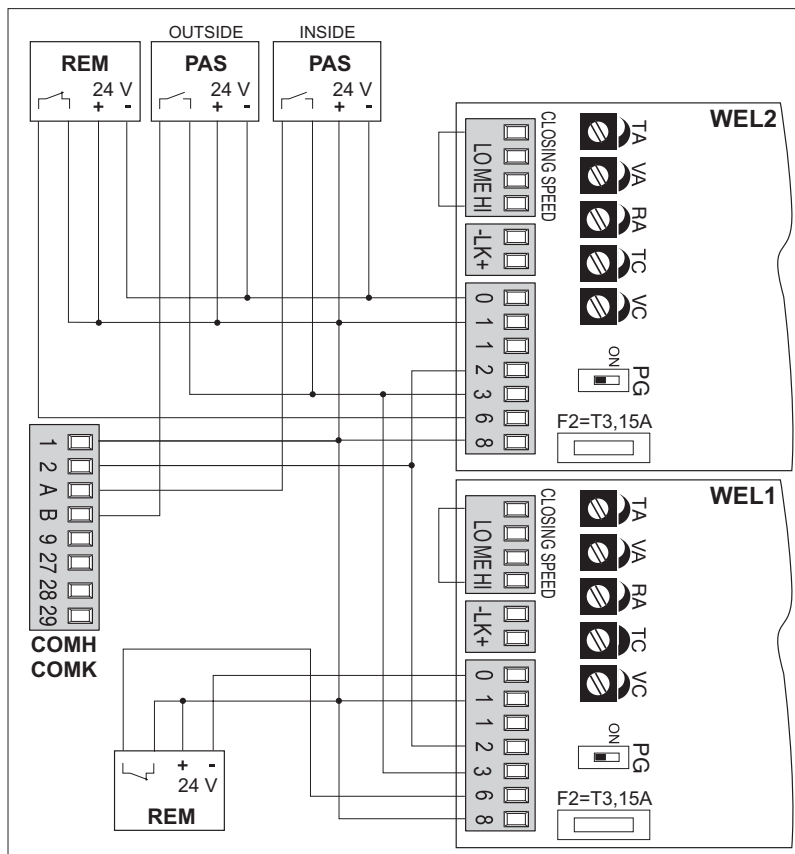 OUTSIDE
INSIDE
REM
24 V
+ -
PAS
24 V
+ -
PAS
24 V
+ -
WEL2
CLOSING SPEED
LO ME HI
-LK+
0
1
1
2
3
6
8
TA
VA
RA
TC
VC
ON
PG
F2=T3,15A
1
2
A
B
9
27
28
29
COMH
COMK
WEL1
CLOSING SPEED
LO ME HI
-LK+
0
1
1
2
3
6
8
TA
VA
RA
TC
VC
ON
PG
F2=T3,15A
+ -
24 V
REM